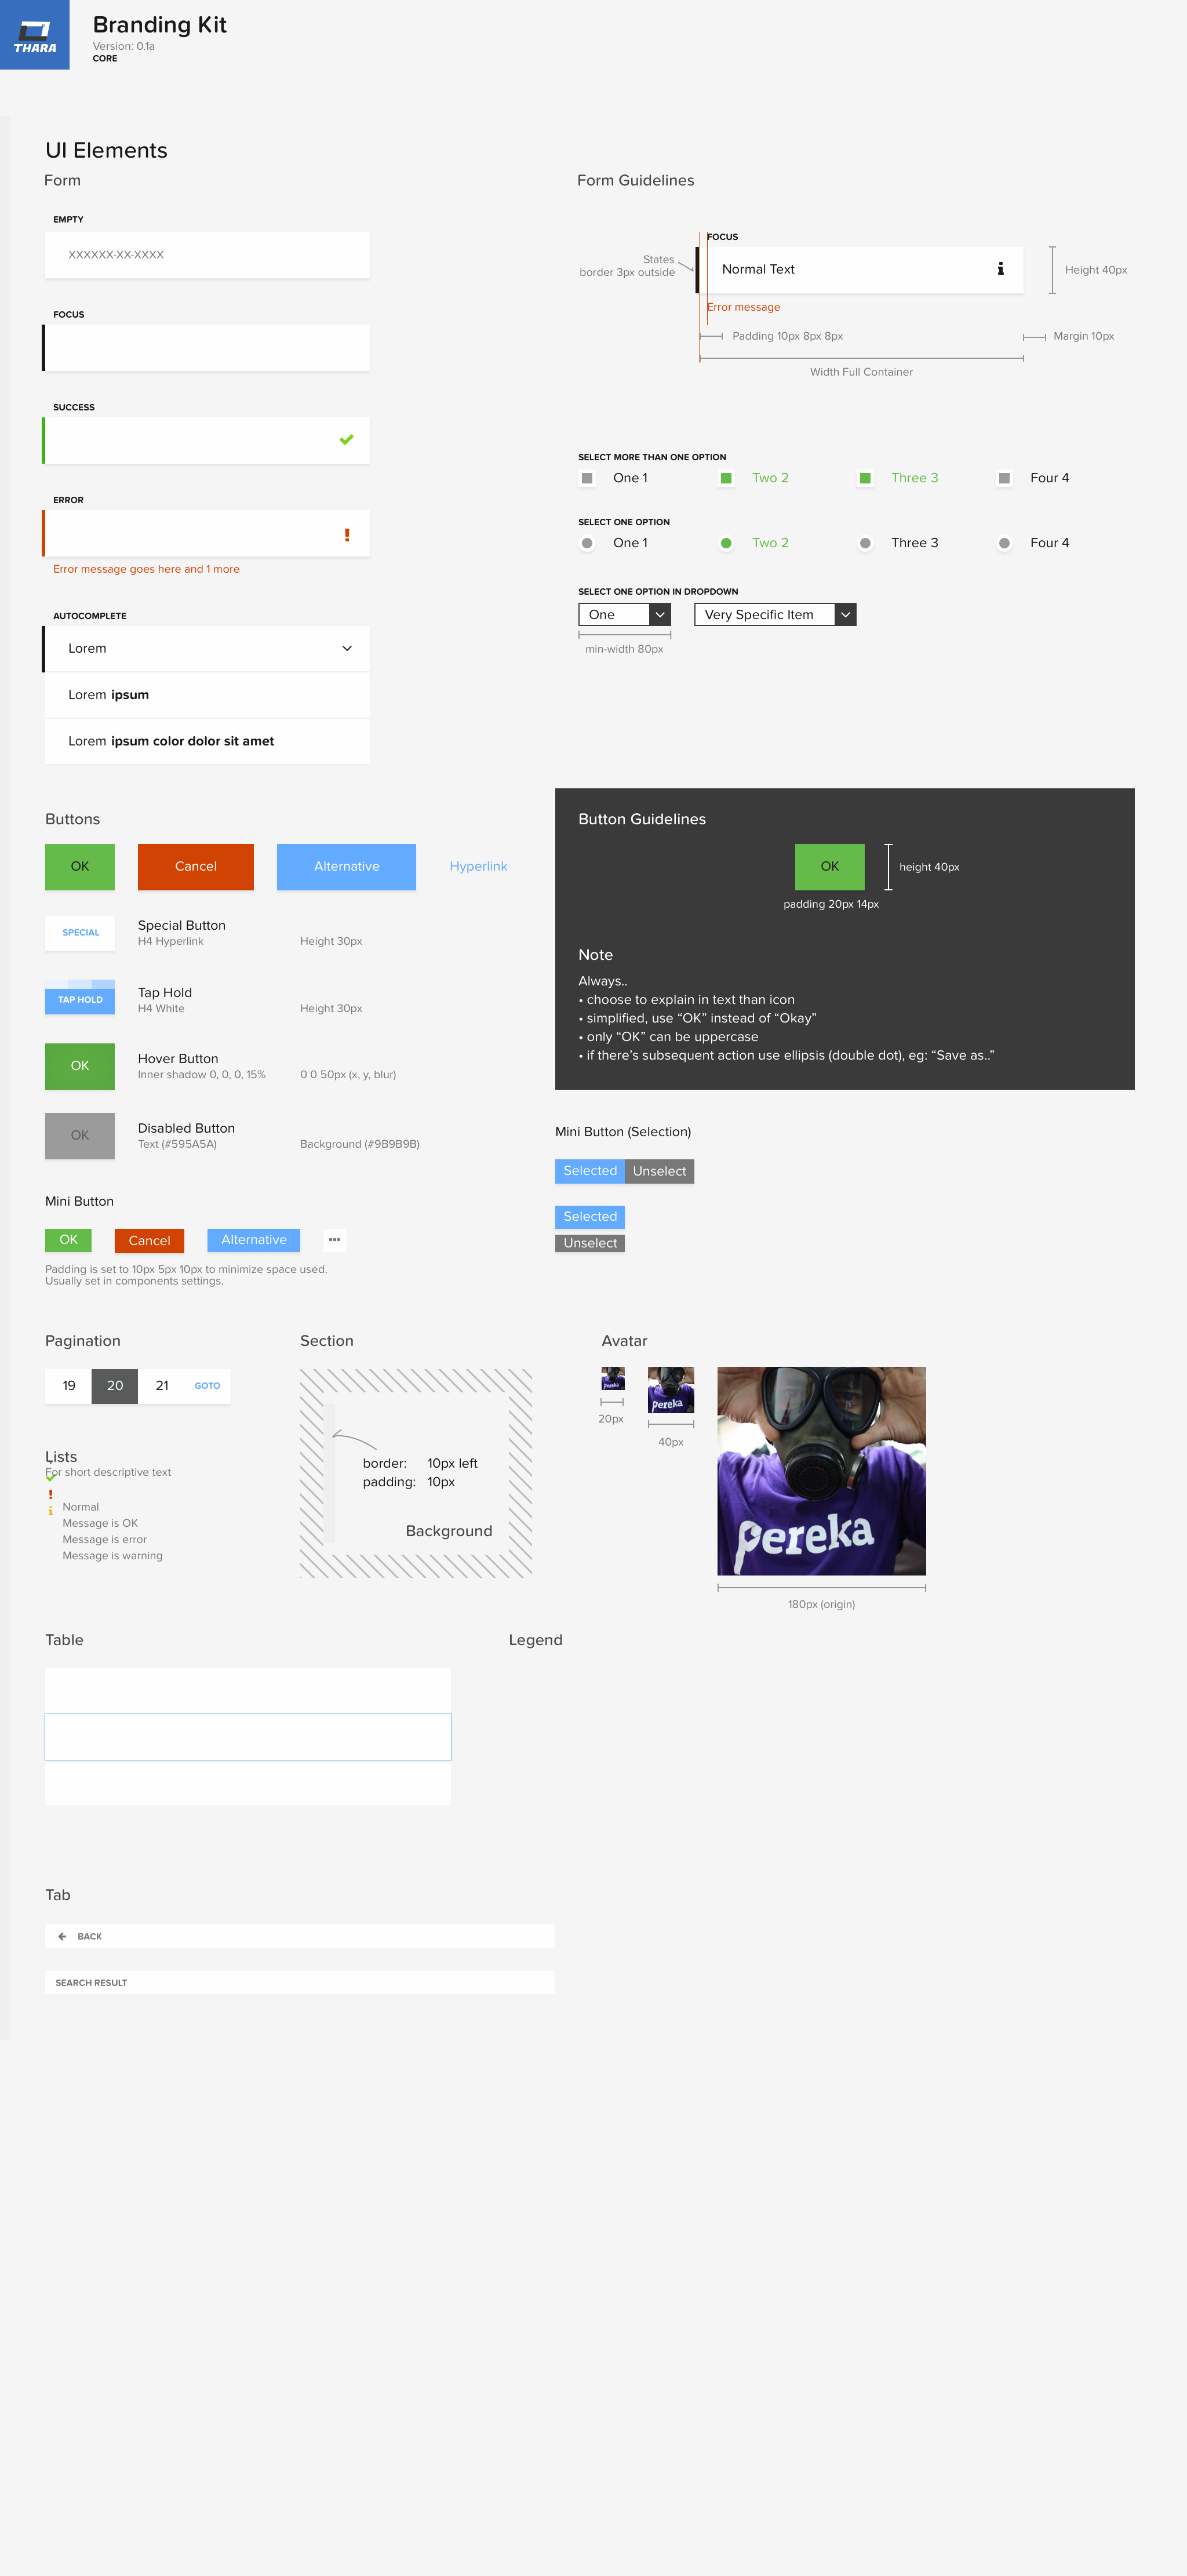 THARA
Branding Kit
Version: 0.1a
CORE
UI Elements
Form
EMPTY
XXXXXX-XX-XXXX
FOCUS
SUCCESS
ERROR
Error message goes here and 1 more
AUTOCOMPLETE
Lorem
Lorem ipsum
Lorem ipsum color dolor sit amet
Form Guidelines
FOCUS
States
border 3px outside
Normal Text
Height 40px
Error message
Padding 10px 8px 8px
Margin 10px
Width Full Container
SELECT MORE THAN ONE OPTION
One 1 Two 2 Three 3 Four 4
SELECT ONE OPTION
One 1 Two 2 Three 3 Four 4
SELECT ONE OPTION IN DROPDOWN
One Very Specific Item
min-width 80px
Buttons
OK Cancel Alternative Hyperlink
SPECIAL
Special Button
H4 Hyperlink Height 30px
TAP HOLD
Tap Hold
H4 White Height 30px
OK
Hover Button
Inner shadow 0, 0, 0, 15% 0 0 50px (x, y, blur)
OK
Disabled Button
Text (#595A5A) Background (#9B9B9B)
Mini Button
OK Cancel Alternative •••
Padding is set to 10px 5px 10px to minimize space used.
Usually set in components settings.
Button Guidelines
OK
height 40px
padding 20px 14px
Note
Always..
• choose to explain in text than icon
• simplified, use “OK” instead of “Okay”
• only “OK” can be uppercase
• if there’s subsequent action use ellipsis (double dot), eg: “Save as..”
Mini Button (Selection)
Selected Unselect
Selected
Unselect
Pagination
19 20 21 GOTO
Lists
For short descriptive text
Normal
Message is OK
Message is error
Message is warning
Section
border: 10px left
padding: 10px
Background
Avatar
pereka
pereka
pereka
20px
40px
180px (origin)
Table
Legend
Tab
BACK
SEARCH RESULT